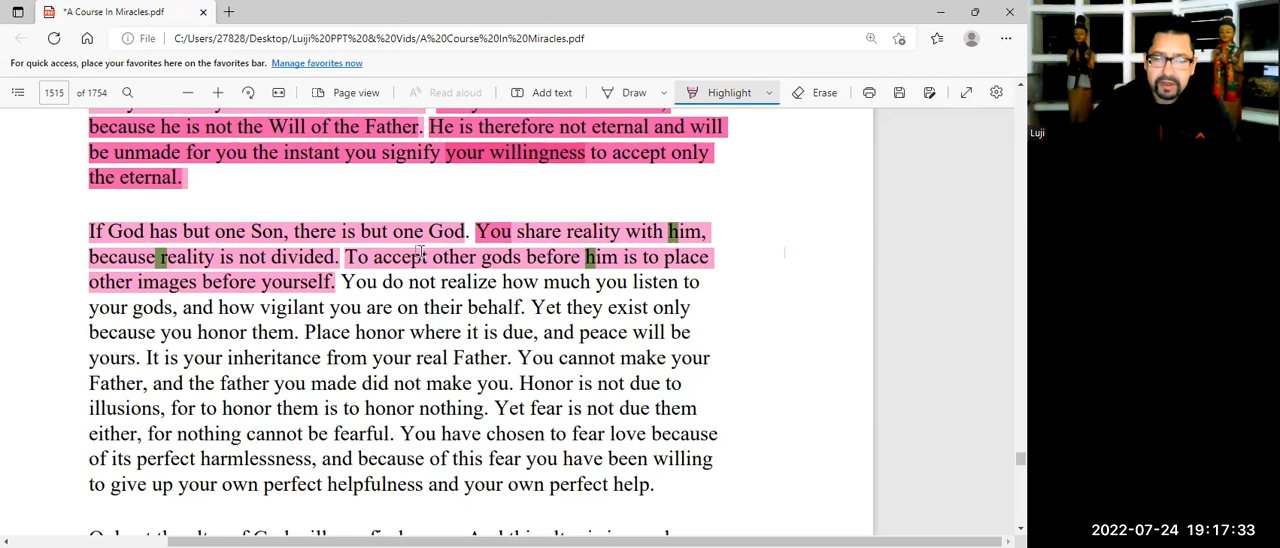 *A Course In Miracles.pdf
File
C:/Users/27828/Desktop/Luiji%20PPT%20&%20Vids/A%20Course%20In%20Miracles.pdf
For quick access, place your favorites here on the favorites bar. Manage favorites now
1515 of 1754
Page view
Read aloud
Add text
Draw
Highlight
Erase
because he is not the Will of the Father. He is therefore not eternal and will
be unmade for you the instant you signify your willingness to accept only
the eternal.
If God has but one Son, there is but one God. You share reality with him,
because reality is not divided. To accept other gods before him is to place
other images before yourself. You do not realize how much you listen to
your gods, and how vigilant you are on their behalf. Yet they exist only
because you honor them. Place honor where it is due, and peace will be
yours. It is your inheritance from your real Father. You cannot make your
Father, and the father you made did not make you. Honor is not due to
illusions, for to honor them is to honor nothing. Yet fear is not due them
either, for nothing cannot be fearful. You have chosen to fear love because
of its perfect harmlessness, and because of this fear you have been willing
to give up your own perfect helpfulness and your own perfect help.
Luji
2022-07-24 19:17:33